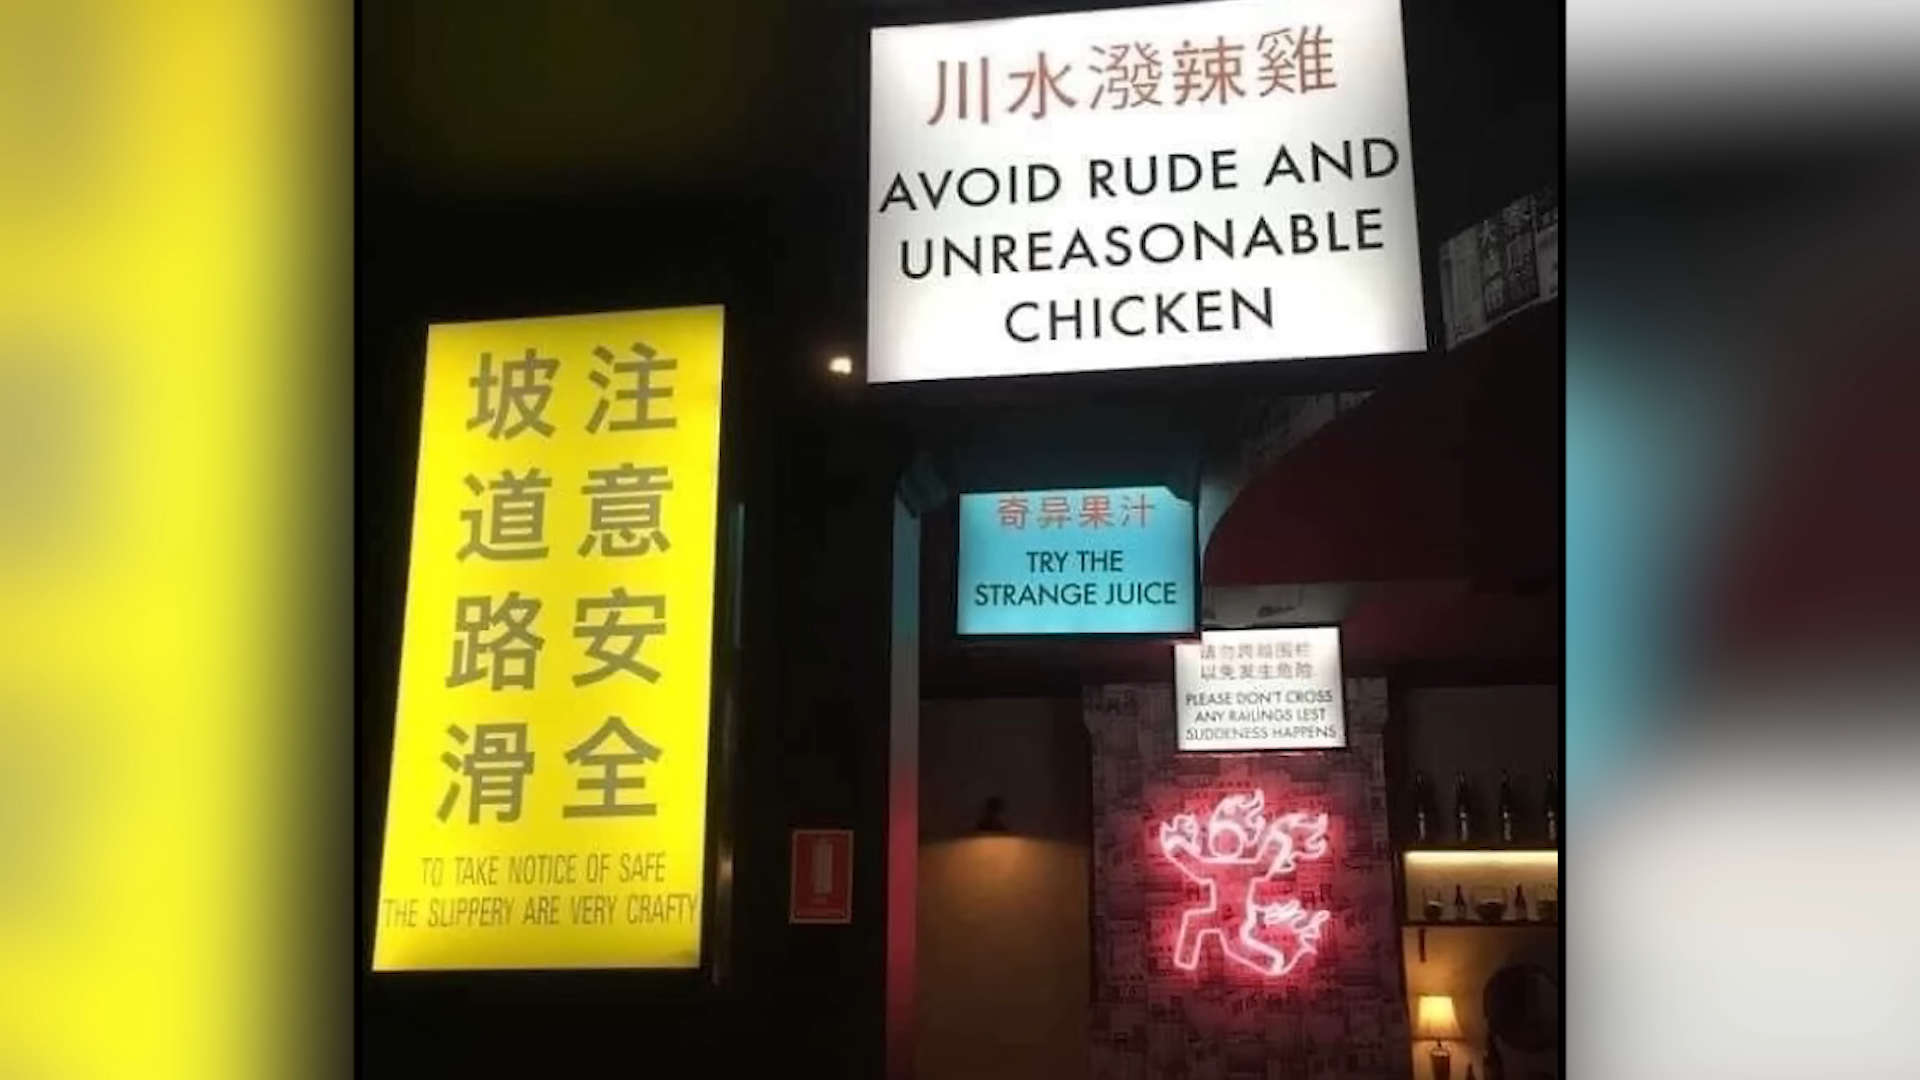 川水潑辣雞
AVOID RUDE AND
UNREASONABLE
CHICKEN
注意安全
坡道路滑
TO TAKE NOTICE OF SAFE
THE SLIPPERY ARE VERY CRAFTY
奇异果汁
TRY THE
STRANGE JUICE
请勿跨越围栏
以免发生危险
PLEASE DON'T CROSS
ANY RAILINGS LEST
SUDDENESS HAPPENS